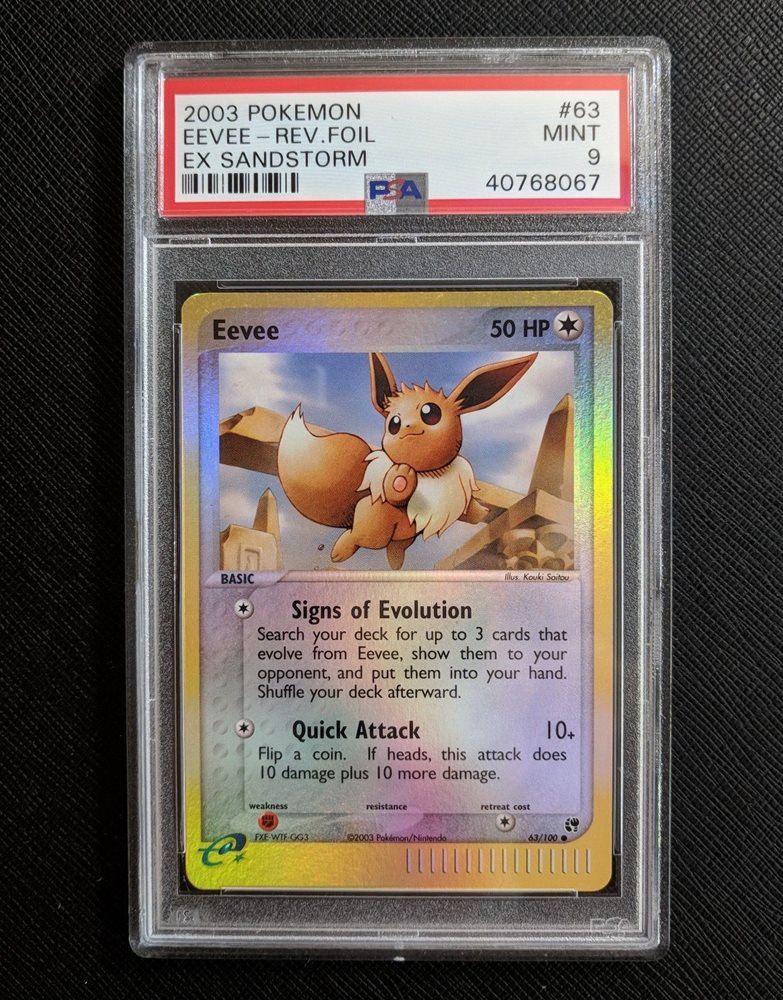 2003 POKEMON #63
EEVEE-REV.FOIL MINT
EX SANDSTORM 9
PSA 40768067
Eevee 50 HP
BASIC Illus. Kouki Saitou
Signs of Evolution
Search your deck for up to 3 cards that
evolve from Eevee, show them to your
opponent, and put them into your hand.
Shuffle your deck afterward.
Quick Attack 10+
Flip a coin. If heads, this attack does
10 damage plus 10 more damage.
weakness resistance retreat cost
FXE-WTF-GG3 ©2003 Pokémon/Nintendo 63/100